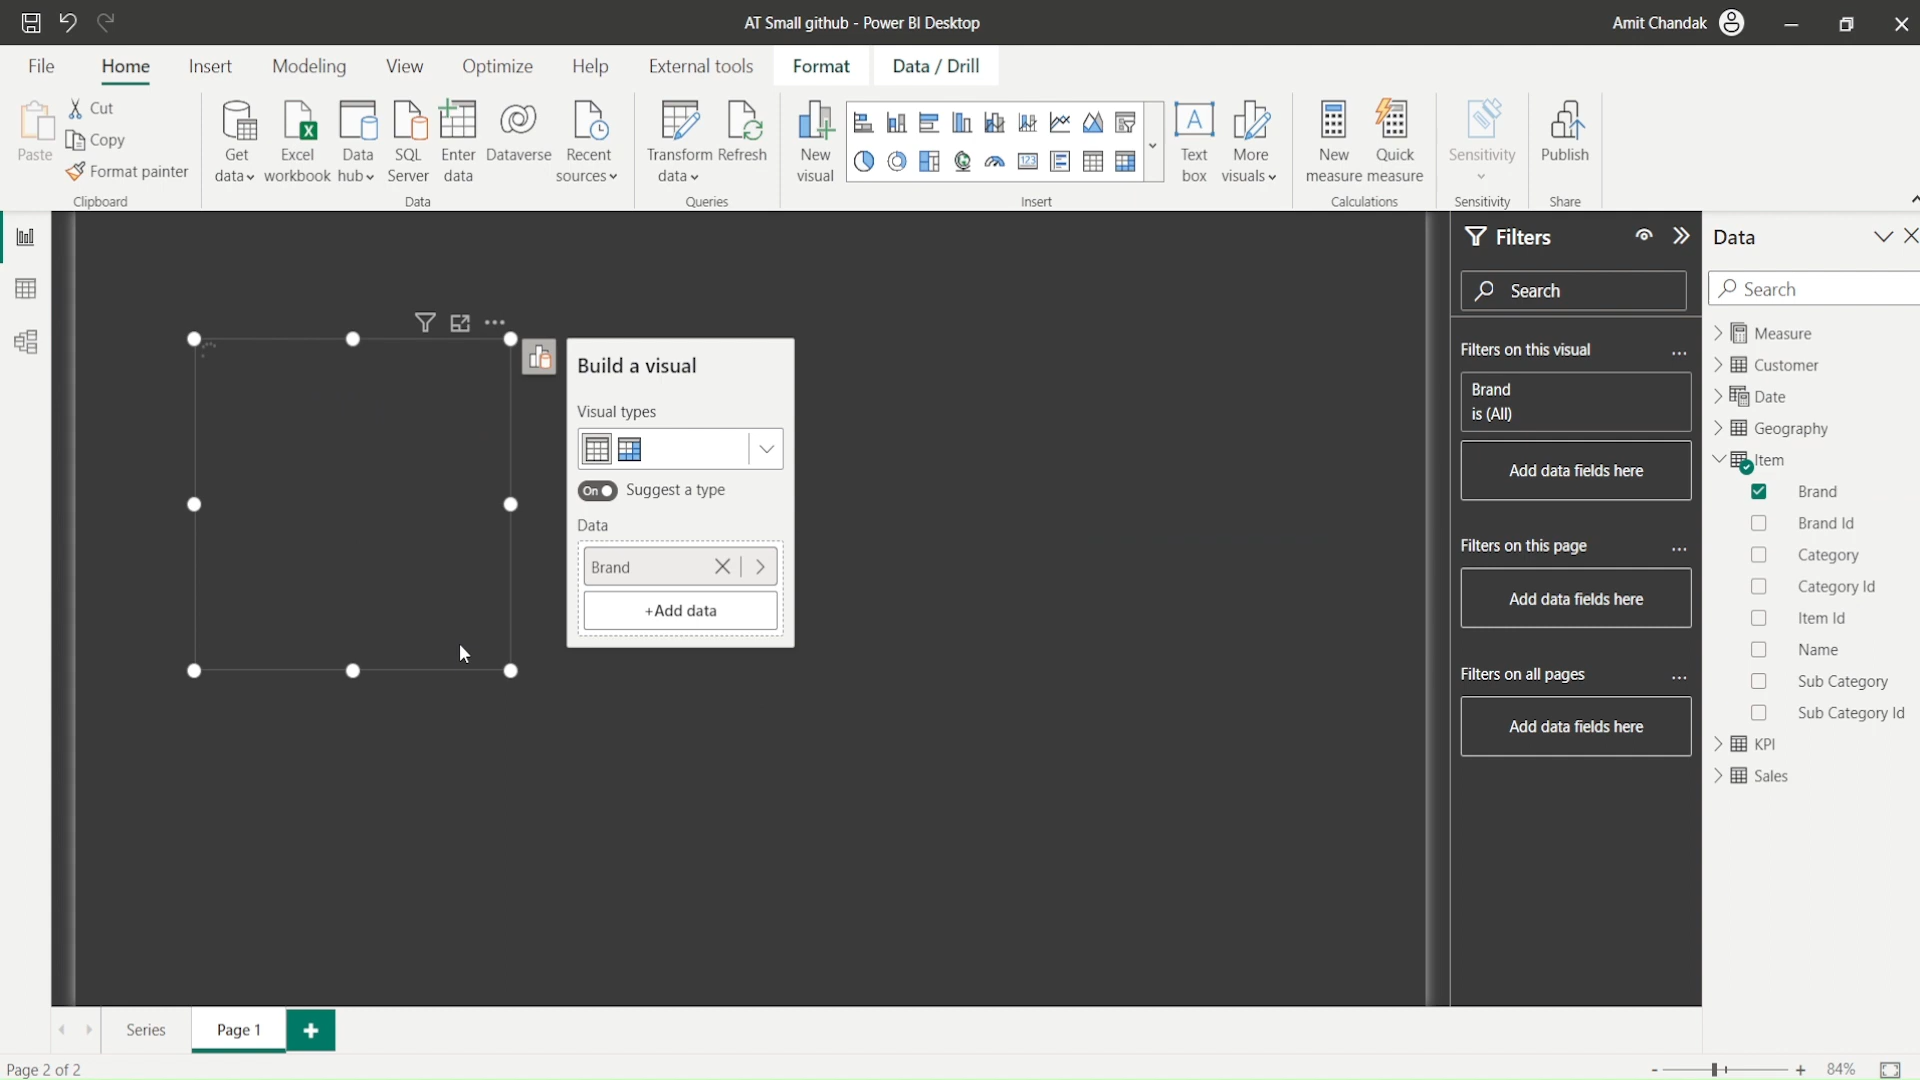 AT Small github - Power BI Desktop
Amit Chandak
File Home Insert Modeling View Optimize Help External tools Format Data / Drill
Paste
Cut
Copy
Format painter
Clipboard
Get data
Excel workbook
Data hub
SQL Server
Enter data
Dataverse
Recent sources
Data
Transform data
Refresh
Queries
New visual
123
A
Text box
More visuals
Insert
New measure
Quick measure
Calculations
Sensitivity
Sensitivity
Publish
Share
Build a visual
Visual types
On Suggest a type
Data
Brand
+Add data
Filters
Search
Filters on this visual ...
Brand
is (All)
Add data fields here
Filters on this page ...
Add data fields here
Filters on all pages ...
Add data fields here
Data
Search
Measure
Customer
Date
Geography
Item
Brand
Brand Id
Category
Category Id
Item Id
Name
Sub Category
Sub Category Id
KPI
Sales
Series Page 1 +
Page 2 of 2
- + 84%